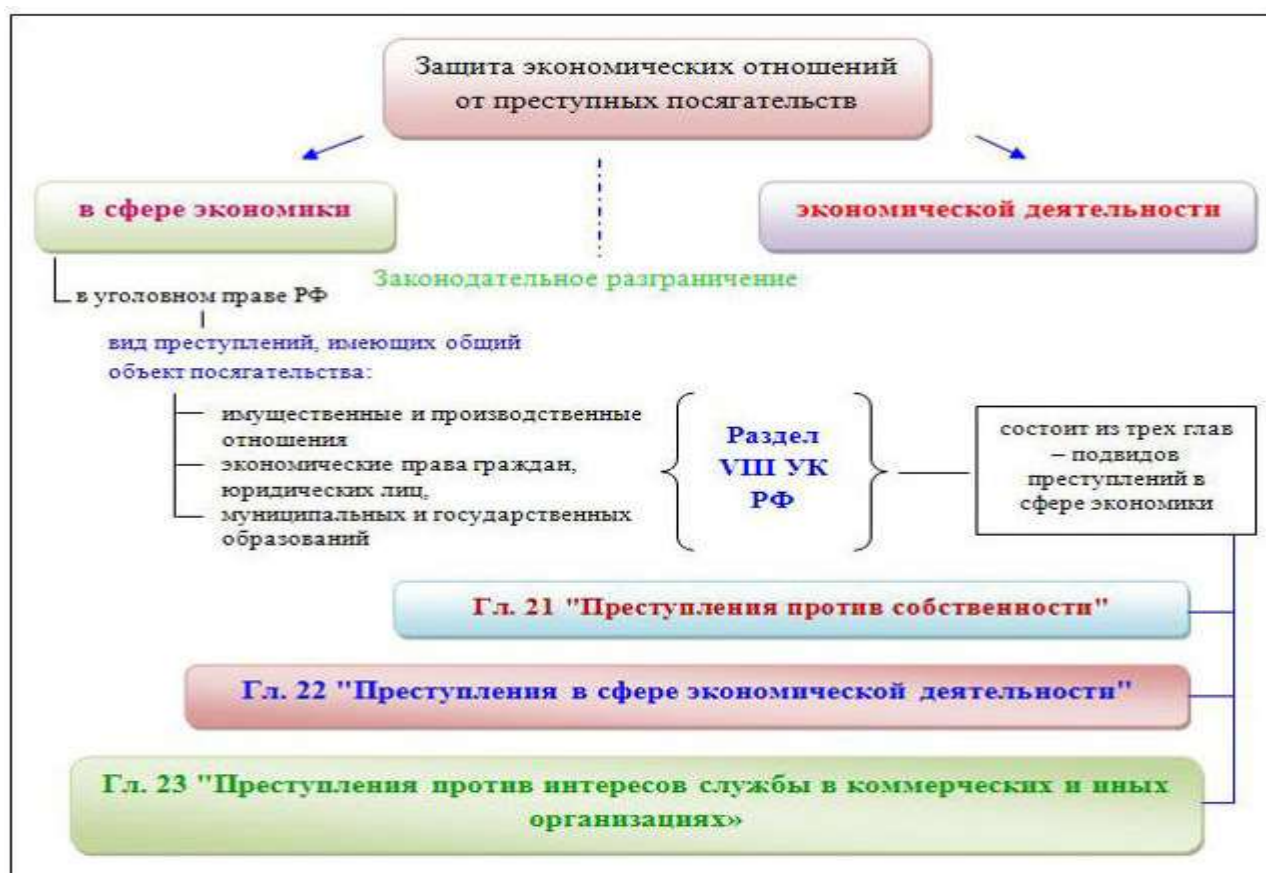 Защита экономических отношений
от преступных посягательств
в сфере экономики
экономической деятельности
Законодательное разграничение
в уголовном праве РФ
вид преступлений, имеющих общий
объект посягательства:
имущественные и производственные
отношения
экономические права граждан,
юридических лиц,
муниципальных и государственных
образований
Раздел
VIII УК
РФ
состоит из трех глав
– подвидов
преступлений в
сфере экономики
Гл. 21 "Преступления против собственности"
Гл. 22 "Преступления в сфере экономической деятельности"
Гл. 23 "Преступления против интересов службы в коммерческих и иных
организациях»